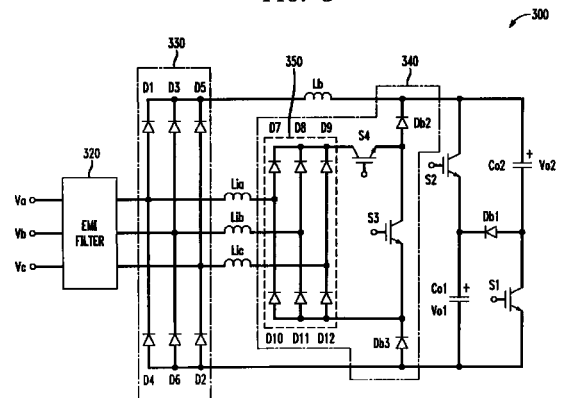 FIG. 3
300
330
340
350
Lb
D1 D3 D5
D7 D8 D9
S4
Db2
S2
Co2
+
Vo2
320
Va
Vb
Vc
EMI
FILTER
Lia
Lib
Lic
S3
Db1
Co1
+
Vo1
S1
D10 D11 D12
Db3
D4 D6 D2